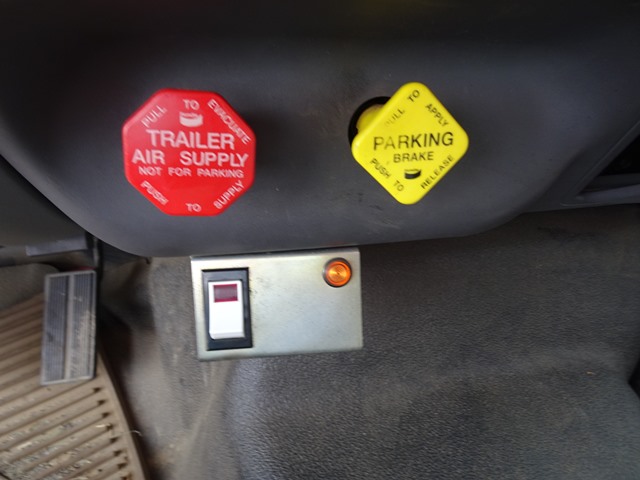 PULL TO EVACUATE
TRAILER
AIR SUPPLY
NOT FOR PARKING
PUSH TO SUPPLY
PULL TO APPLY
PARKING
BRAKE
PUSH TO RELEASE